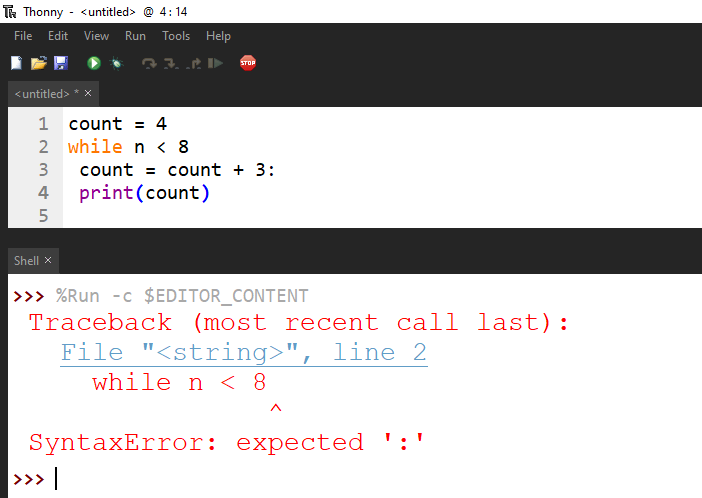 Thonny - <untitled> @ 4:14
File Edit View Run Tools Help
STOP
<untitled> * ×
1 count = 4
2 while n < 8
3  count = count + 3:
4  print(count)
5
Shell ×
>>> %Run -c $EDITOR_CONTENT
Traceback (most recent call last):
File "<string>", line 2
while n < 8
^
SyntaxError: expected ':'
>>>